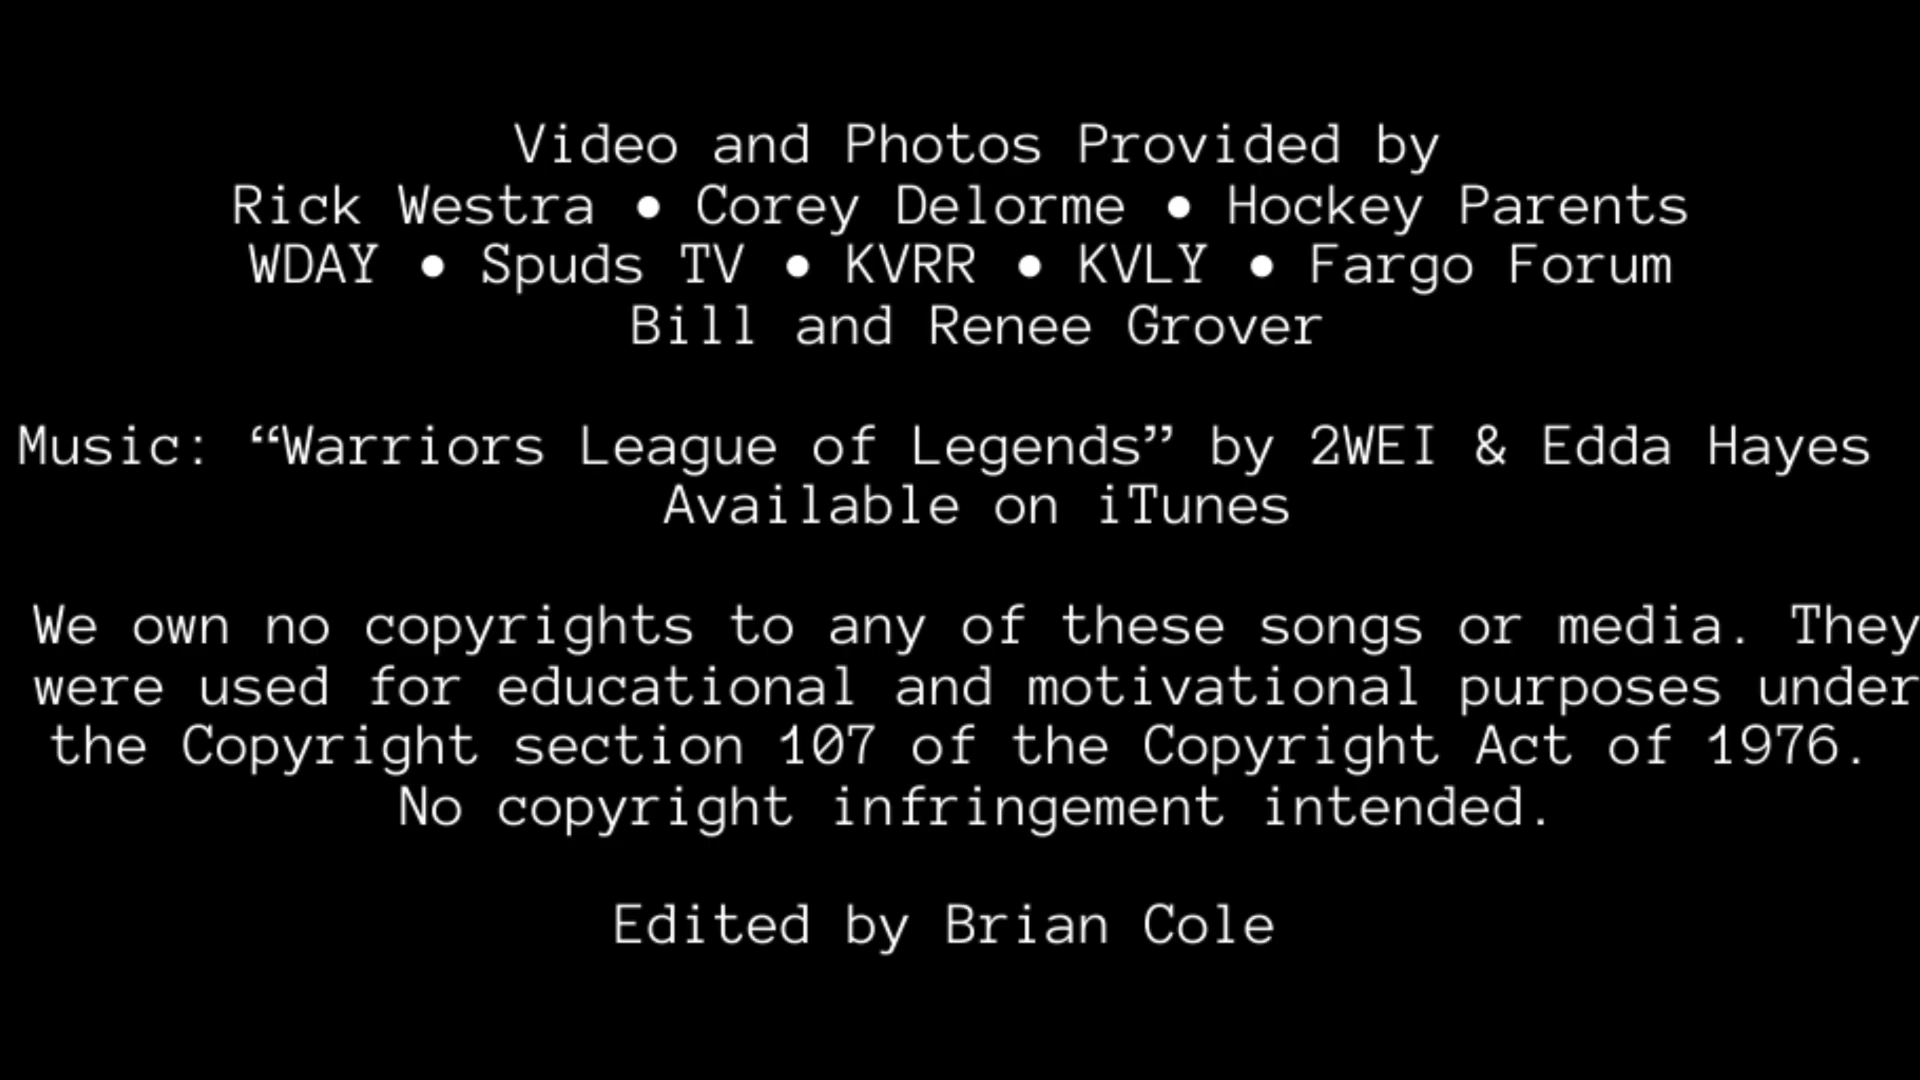 Video and Photos Provided by
Rick Westra • Corey Delorme • Hockey Parents
WDAY • Spuds TV • KVRR • KVLY • Fargo Forum
Bill and Renee Grover
Music: “Warriors League of Legends” by 2WEI & Edda Hayes
Available on iTunes
We own no copyrights to any of these songs or media. They
were used for educational and motivational purposes under
the Copyright section 107 of the Copyright Act of 1976.
No copyright infringement intended.
Edited by Brian Cole